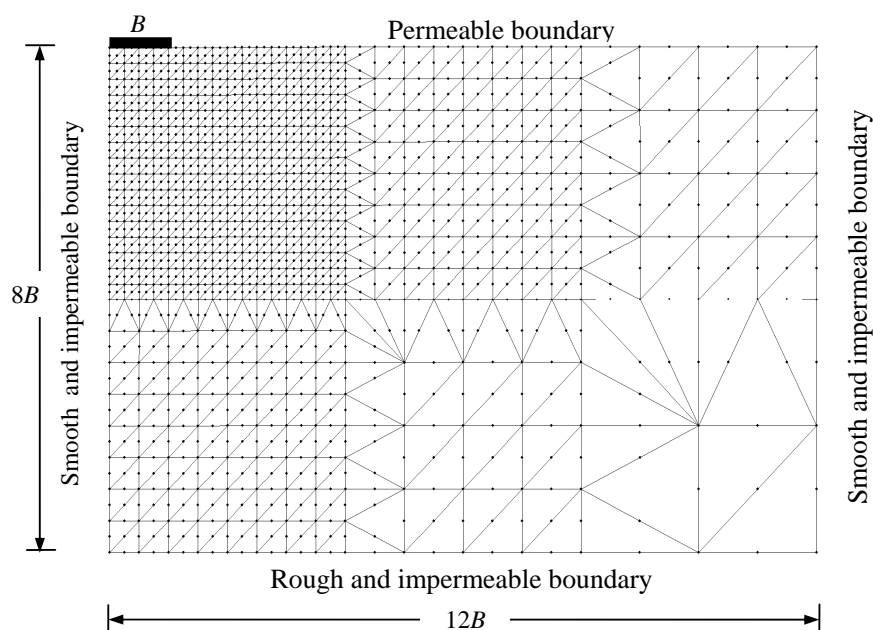 B
Permeable boundary
Smooth and impermeable boundary
8B
Smooth and impermeable boundary
Rough and impermeable boundary
12B